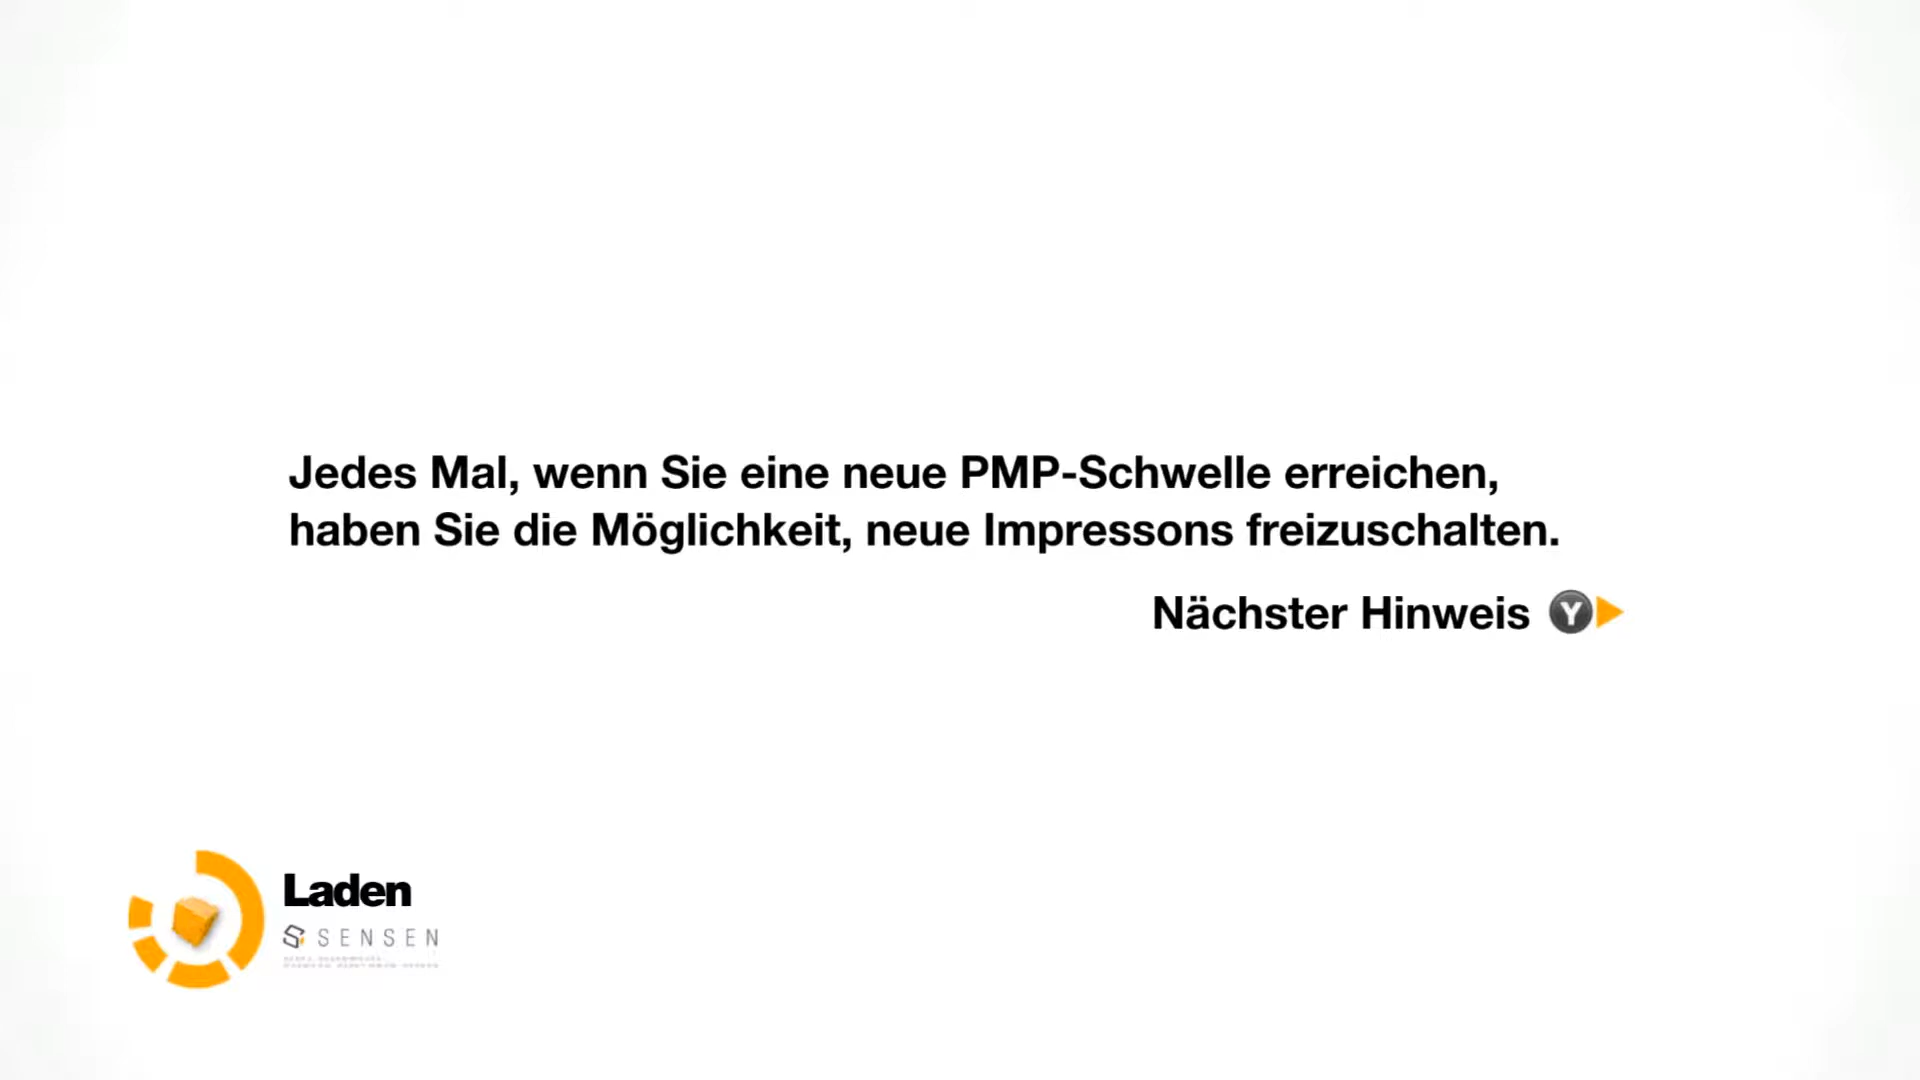 Jedes Mal, wenn Sie eine neue PMP-Schwelle erreichen,
haben Sie die Möglichkeit, neue Impressons freizuschalten.
Nächster Hinweis Y
Laden
SENSEN